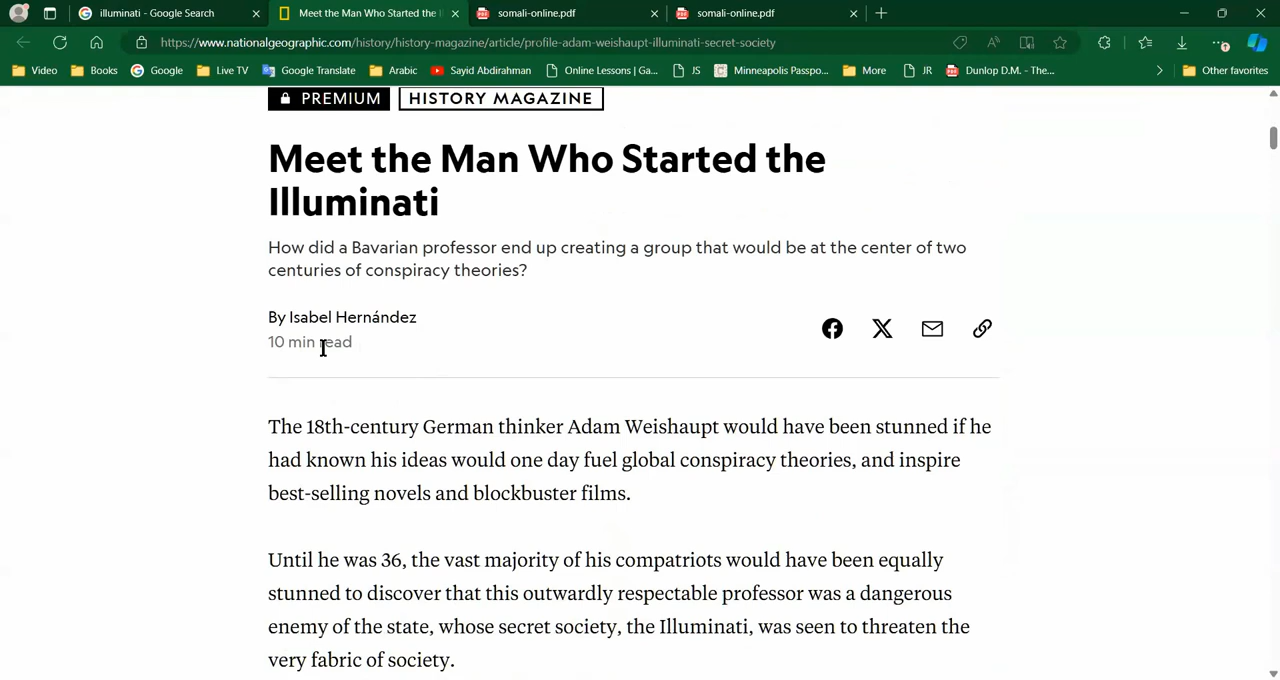 illuminati - Google Search
Meet the Man Who Started the I
somali-online.pdf
somali-online.pdf
https://www.nationalgeographic.com/history/history-magazine/article/profile-adam-weishaupt-illuminati-secret-society
Video Books Google Live TV Google Translate Arabic Sayid Abdirahman Online Lessons | Ga... JS Minneapolis Passpo... More JR Dunlop D.M. - The... Other favorites
PREMIUM HISTORY MAGAZINE
Meet the Man Who Started the
Illuminati
How did a Bavarian professor end up creating a group that would be at the center of two
centuries of conspiracy theories?
By Isabel Hernández
10 min read
The 18th-century German thinker Adam Weishaupt would have been stunned if he
had known his ideas would one day fuel global conspiracy theories, and inspire
best-selling novels and blockbuster films.
Until he was 36, the vast majority of his compatriots would have been equally
stunned to discover that this outwardly respectable professor was a dangerous
enemy of the state, whose secret society, the Illuminati, was seen to threaten the
very fabric of society.